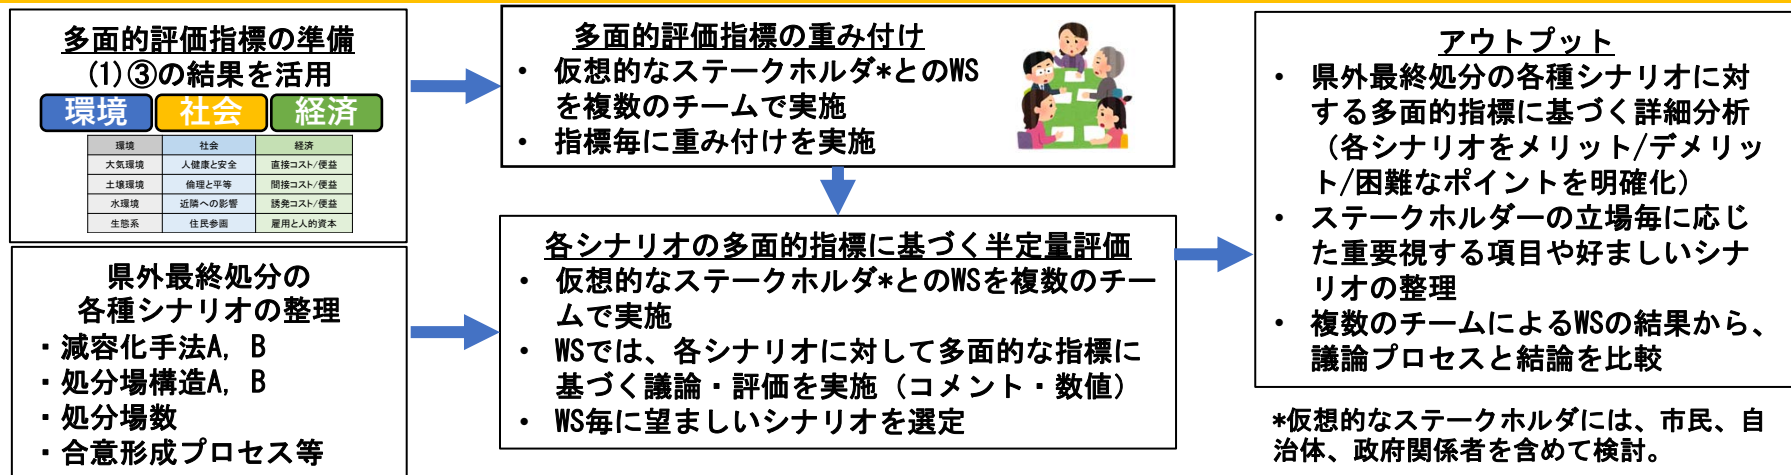 多面的評価指標の準備
(1)③の結果を活用
環境 社会 経済
環境 社会 経済
大気環境 人健康と安全 直接コスト/便益
土壌環境 倫理と平等 間接コスト/便益
水環境 近隣への影響 誘発コスト/便益
生態系 住民参画 雇用と人的資本
県外最終処分の
各種シナリオの整理
・減容化手法A, B
・処分場構造A, B
・処分場数
・合意形成プロセス等
多面的評価指標の重み付け
・ 仮想的なステークホルダ*とのWS
を複数のチームで実施
・ 指標毎に重み付けを実施
各シナリオの多面的指標に基づく半定量評価
・ 仮想的なステークホルダ*とのWSを複数のチー
ムで実施
・ WSでは、各シナリオに対して多面的な指標に
基づく議論・評価を実施（コメント・数値）
・ WS毎に望ましいシナリオを選定
アウトプット
・ 県外最終処分の各種シナリオに対
する多面的指標に基づく詳細分析
（各シナリオをメリット/デメリッ
ト/困難なポイントを明確化）
・ ステークホルダーの立場毎に応じ
た重要視する項目や好ましいシナ
リオの整理
・ 複数のチームによるWSの結果から、
議論プロセスと結論を比較
*仮想的なステークホルダには、市民、自
治体、政府関係者を含めて検討。